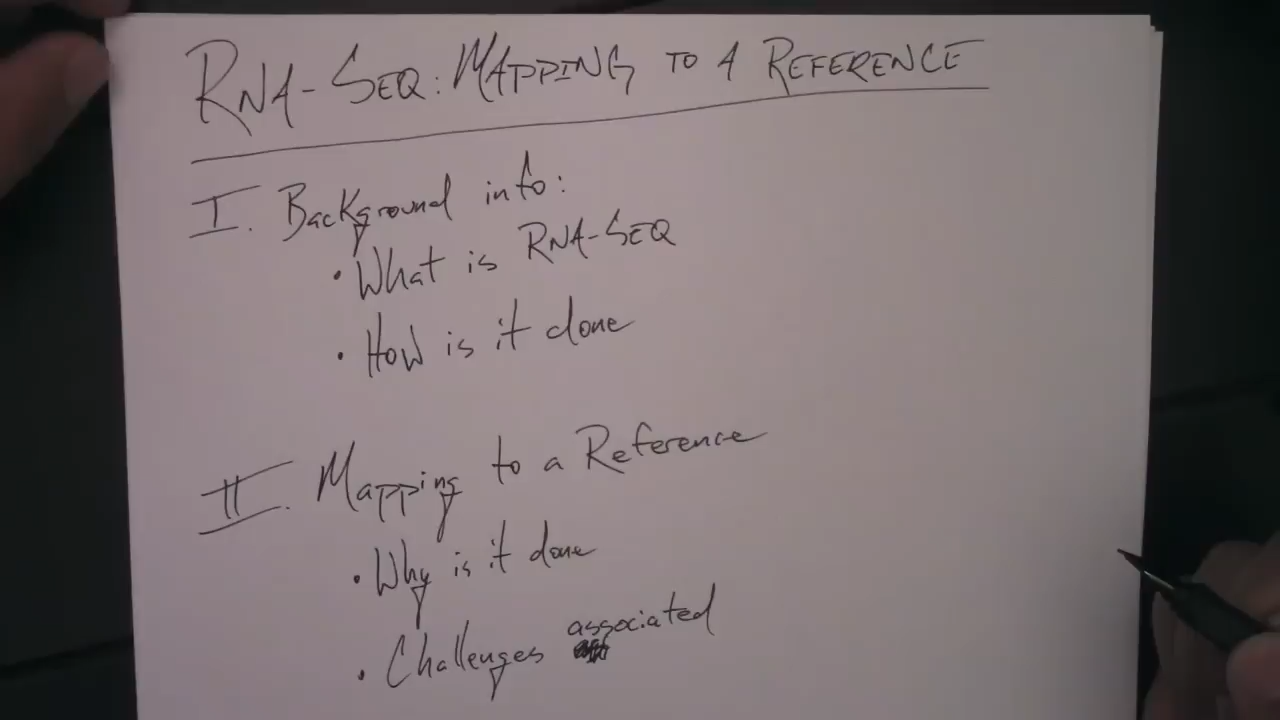 RNA-SEQ: MAPPING TO A REFERENCE
I. Background info:
• What is RNA-SEQ
• How is it done
II. Mapping to a Reference
• Why is it done
• Challenges associated